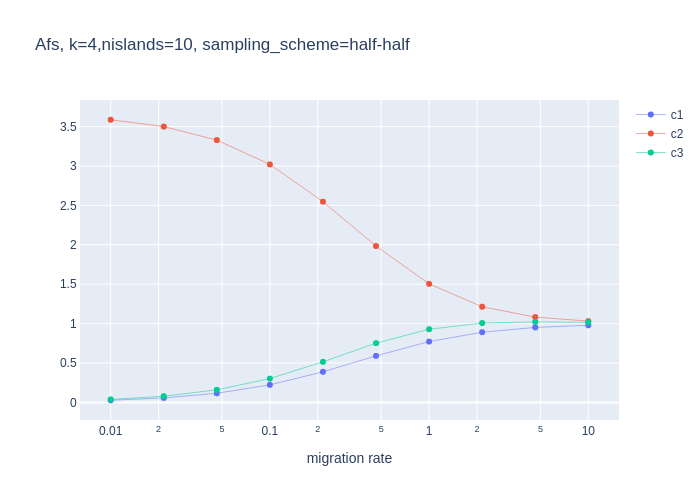 Afs, k=4,nislands=10, sampling_scheme=half-half
c1
c2
c3
3.5
3
2.5
2
1.5
1
0.5
0
0.01 2 5 0.1 2 5 1 2 5 10
migration rate